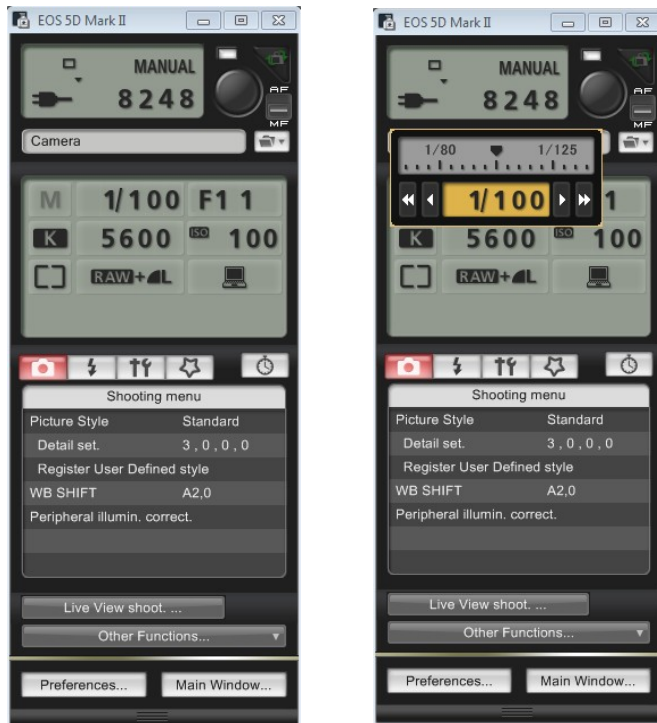 EOS 5D Mark II
MANUAL
8248
AF
MF
Camera
M 1/100 F11
K 5600 ISO 100
RAW+L
Shooting menu
Picture Style Standard
Detail set. 3 , 0 , 0 , 0
Register User Defined style
WB SHIFT A2,0
Peripheral illumin. correct.
Live View shoot. ...
Other Functions...
Preferences... Main Window...
EOS 5D Mark II
MANUAL
8248
AF
MF
1/80 1/125
1/100 1
K 5600 ISO 100
RAW+L
Shooting menu
Picture Style Standard
Detail set. 3 , 0 , 0 , 0
Register User Defined style
WB SHIFT A2,0
Peripheral illumin. correct.
Live View shoot. ...
Other Functions...
Preferences... Main Window...